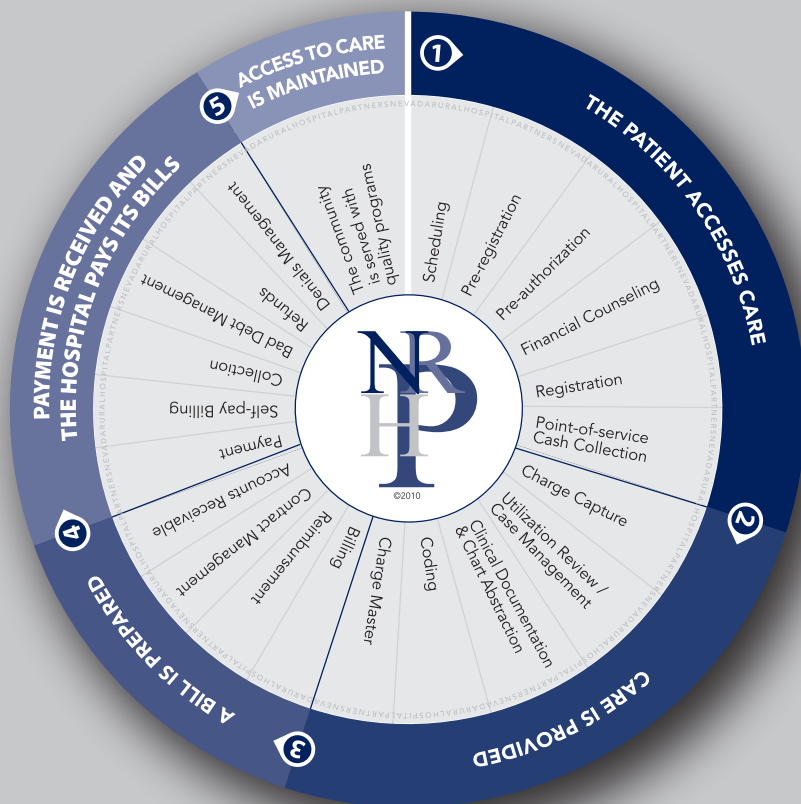 1
THE PATIENT ACCESSES CARE
Scheduling
Pre-registration
Pre-authorization
Financial Counseling
Registration
Point-of-service
Cash Collection
2
CARE IS PROVIDED
Charge Capture
Utilization Review /
Case Management
Clinical Documentation
& Chart Abstraction
Coding
Charge Master
3
A BILL IS PREPARED
Billing
Reimbursement
Contract Management
Accounts Receivable
4
PAYMENT IS RECEIVED AND
THE HOSPITAL PAYS ITS BILLS
Payment
Self-pay Billing
Collection
Bad Debt Management
Refunds
Denials Management
5
ACCESS TO CARE
IS MAINTAINED
The community
is served with
quality programs
NRHP
©2010
NEVADARURALHOSPITALPARTNERS